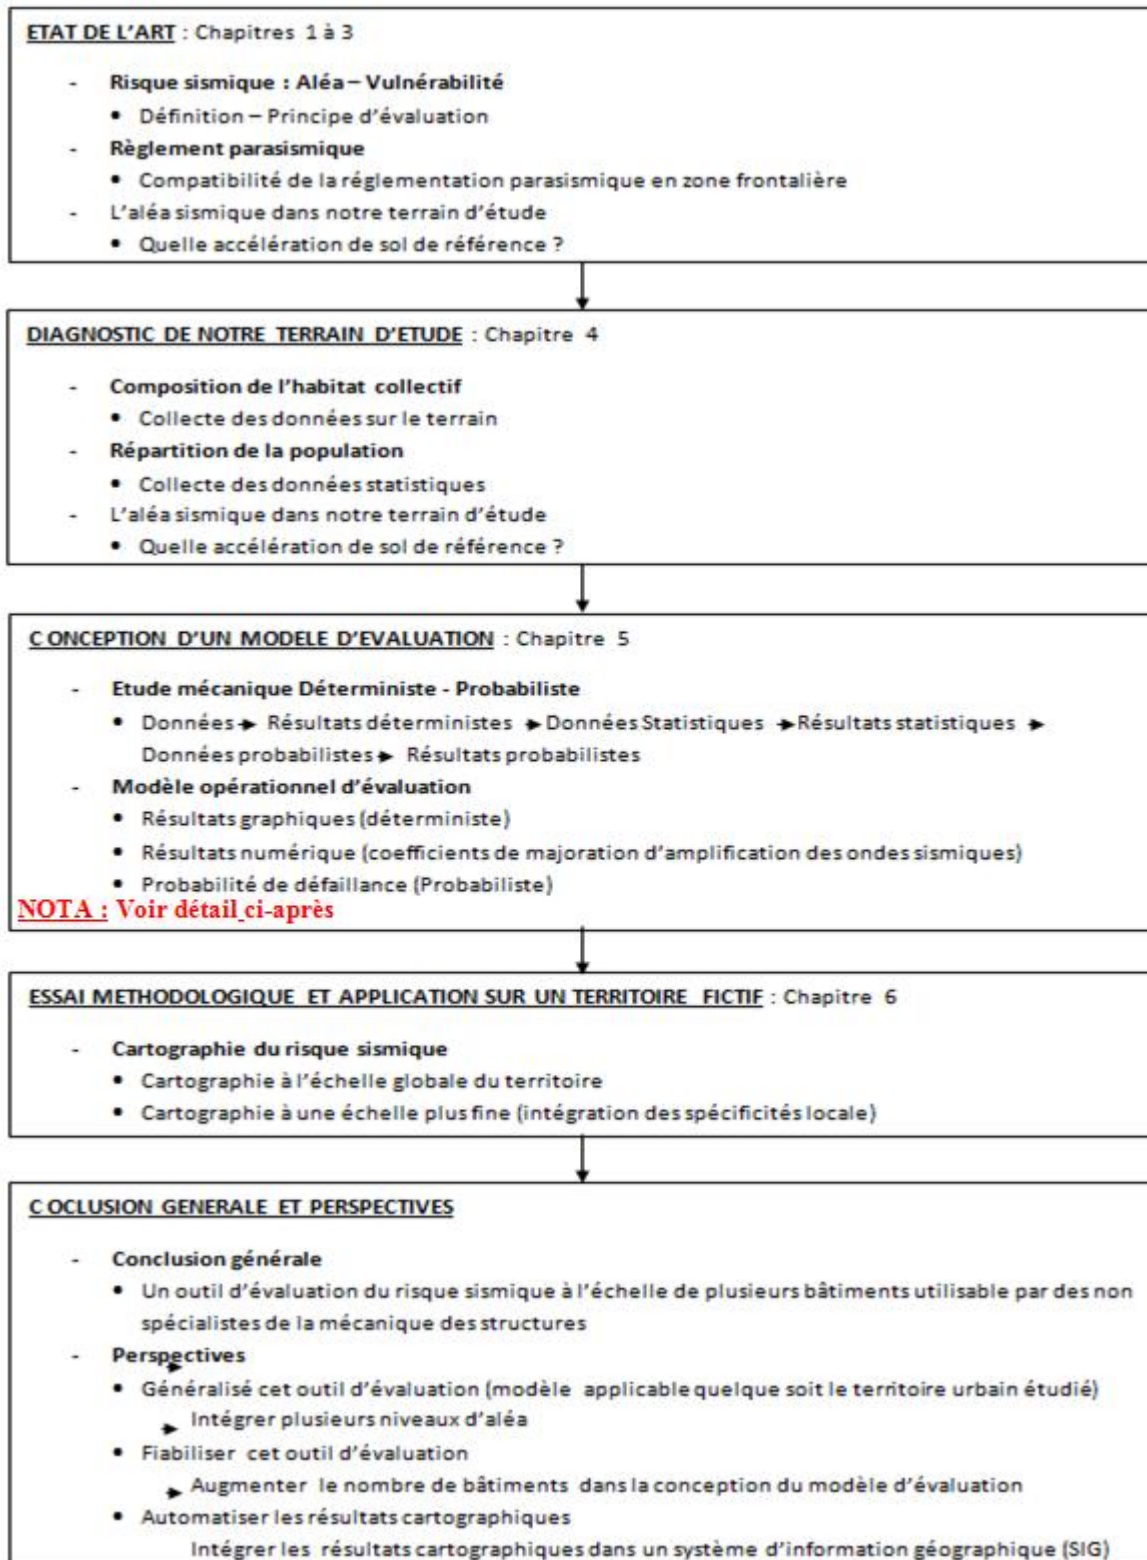 ETAT DE L'ART : Chapitres 1 à 3
- Risque sismique : Aléa – Vulnérabilité
• Définition – Principe d'évaluation
- Règlement parasismique
• Compatibilité de la réglementation parasismique en zone frontalière
- L'aléa sismique dans notre terrain d'étude
• Quelle accélération de sol de référence ?
DIAGNOSTIC DE NOTRE TERRAIN D'ETUDE : Chapitre 4
- Composition de l'habitat collectif
• Collecte des données sur le terrain
- Répartition de la population
• Collecte des données statistiques
- L'aléa sismique dans notre terrain d'étude
• Quelle accélération de sol de référence ?
C ONCEPTION D'UN MODELE D'EVALUATION : Chapitre 5
- Etude mécanique Déterministe - Probabiliste
• Données → Résultats déterministes → Données Statistiques → Résultats statistiques →
Données probabilistes → Résultats probabilistes
- Modèle opérationnel d'évaluation
• Résultats graphiques (déterministe)
• Résultats numérique (coefficients de majoration d'amplification des ondes sismiques)
• Probabilité de défaillance (Probabiliste)
NOTA : Voir détail ci-après
ESSAI METHODOLOGIQUE ET APPLICATION SUR UN TERRITOIRE FICTIF : Chapitre 6
- Cartographie du risque sismique
• Cartographie à l'échelle globale du territoire
• Cartographie à une échelle plus fine (intégration des spécificités locale)
C OCLUSION GENERALE ET PERSPECTIVES
- Conclusion générale
• Un outil d'évaluation du risque sismique à l'échelle de plusieurs bâtiments utilisable par des non
spécialistes de la mécanique des structures
- Perspectives
• Généralisé cet outil d'évaluation (modèle applicable quelque soit le territoire urbain étudié)
→ Intégrer plusieurs niveaux d'aléa
• Fiabiliser cet outil d'évaluation
→ Augmenter le nombre de bâtiments dans la conception du modèle d'évaluation
• Automatiser les résultats cartographiques
Intégrer les résultats cartographiques dans un système d'information géographique (SIG)